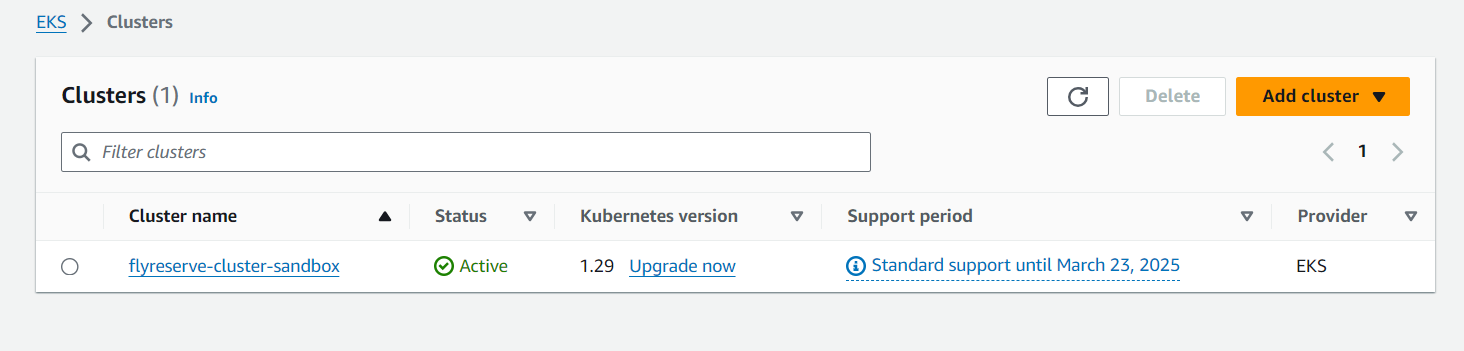 EKS > Clusters
Clusters (1) Info
Delete
Add cluster
Filter clusters
1
Cluster name Status Kubernetes version Support period Provider
flyreserve-cluster-sandbox Active 1.29 Upgrade now Standard support until March 23, 2025 EKS